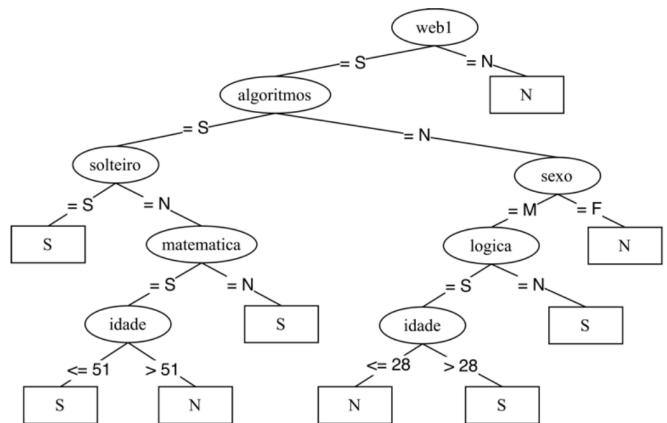 web1
= S
= N
algoritmos
N
= S
= N
solteiro
sexo
= S
= N
= M
= F
S
matematica
logica
N
= S
= N
= S
= N
idade
S
idade
S
<= 51
> 51
<= 28
> 28
S
N
N
S